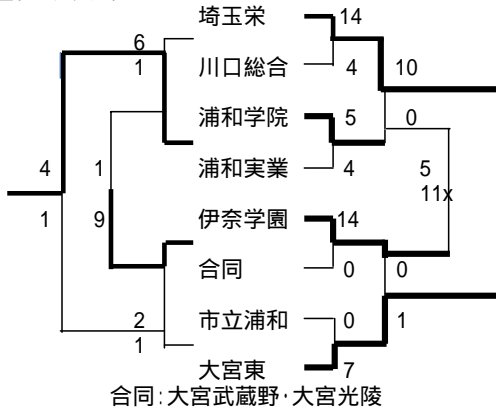 埼玉栄 14
6
1 川口総合 4 10
浦和学院 5 0
4 1 浦和実業 4 5
11x
1 9 伊奈学園 14
合同 0 0
2 市立浦和 0 1
1
大宮東 7
合同:大宮武蔵野・大宮光陵